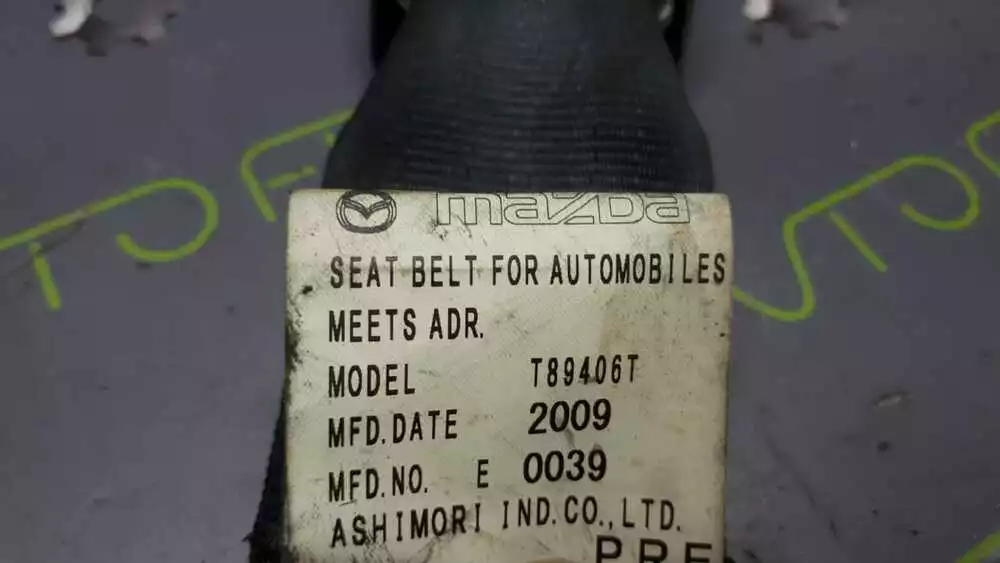 mazda
SEAT BELT FOR AUTOMOBILES
MEETS ADR.
MODEL T89406T
MFD.DATE 2009
MFD.NO. E 0039
ASHIMORI IND.CO.,LTD.
PRE